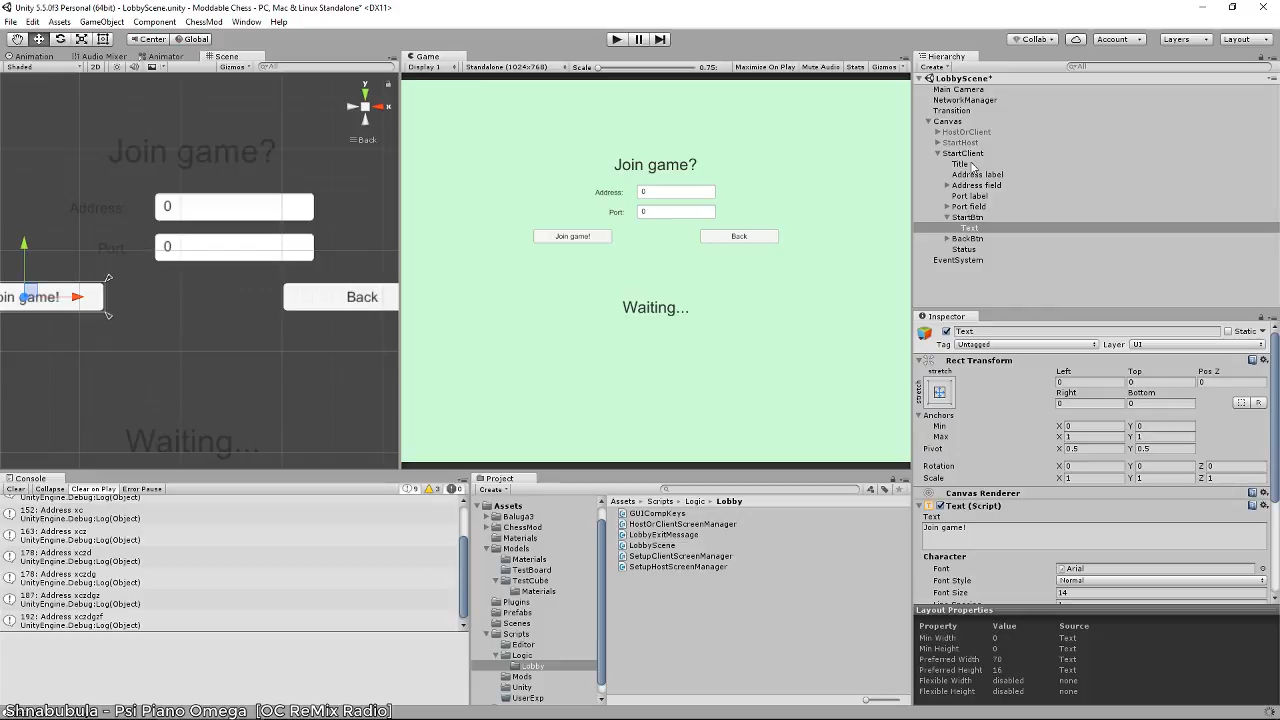 Unity 5.5.0f3 Personal (64bit) - LobbyScene.unity - Moddable Chess - PC, Mac & Linux Standalone* <DX11>
File Edit Assets GameObject Component ChessMod Window Help
Center Global Collab Account Layers Layout
Animation Audio Mixer Animator Scene
Shaded 2D Gizmos All
y
x
Back
Join game?
Address: 0
Port: 0
oin game! Back
Waiting...
Game
Display 1 Standalone (1024x768) Scale 0.75: Maximize On Play Mute Audio Stats Gizmos
Join game?
Address: 0
Port: 0
Join game! Back
Waiting...
Hierarchy
Create All
LobbyScene*
Main Camera
NetworkManager
Transition
Canvas
HostOrClient
StartHost
StartClient
Title
Address label
Address field
Port label
Port field
StartBtn
Text
BackBtn
Status
EventSystem
Inspector
Text Static
Tag Untagged Layer UI
Rect Transform
stretch Left Top Pos Z
stretch 0 0 0
Right Bottom
0 0 R
Anchors
Min X 0 Y 0
Max X 1 Y 1
Pivot X 0.5 Y 0.5
Rotation X 0 Y 0 Z 0
Scale X 1 Y 1 Z 1
Canvas Renderer
Text (Script)
Text
Join game!
Character
Font Arial
Font Style Normal
Font Size 14
Layout Properties
Property Value Source
Min Width 0 Text
Min Height 0 Text
Preferred Width 70 Text
Preferred Height 16 Text
Flexible Width disabled none
Flexible Height disabled none
Console
Clear Collapse Clear on Play Error Pause 9 3 0
152: Address xc
UnityEngine.Debug:Log(Object)
157: Address xcz
UnityEngine.Debug:Log(Object)
178: Address xczd
UnityEngine.Debug:Log(Object)
178: Address xczdg
UnityEngine.Debug:Log(Object)
187: Address xczdgz
UnityEngine.Debug:Log(Object)
192: Address xczdgzf
UnityEngine.Debug:Log(Object)
Project
Create
Assets
Baluga3
ChessMod
Materials
Models
Materials
TestBoard
TestCube
Materials
Plugins
Prefabs
Scenes
Scripts
Editor
Logic
Lobby
Mods
Unity
UserExp
Assets Scripts Logic Lobby
GUICompKeys
HostOrClientScreenManager
LobbyExitMessage
LobbyScene
SetupClientScreenManager
SetupHostScreenManager
Shnabubula - Psi Piano Omega [OC ReMix Radio]